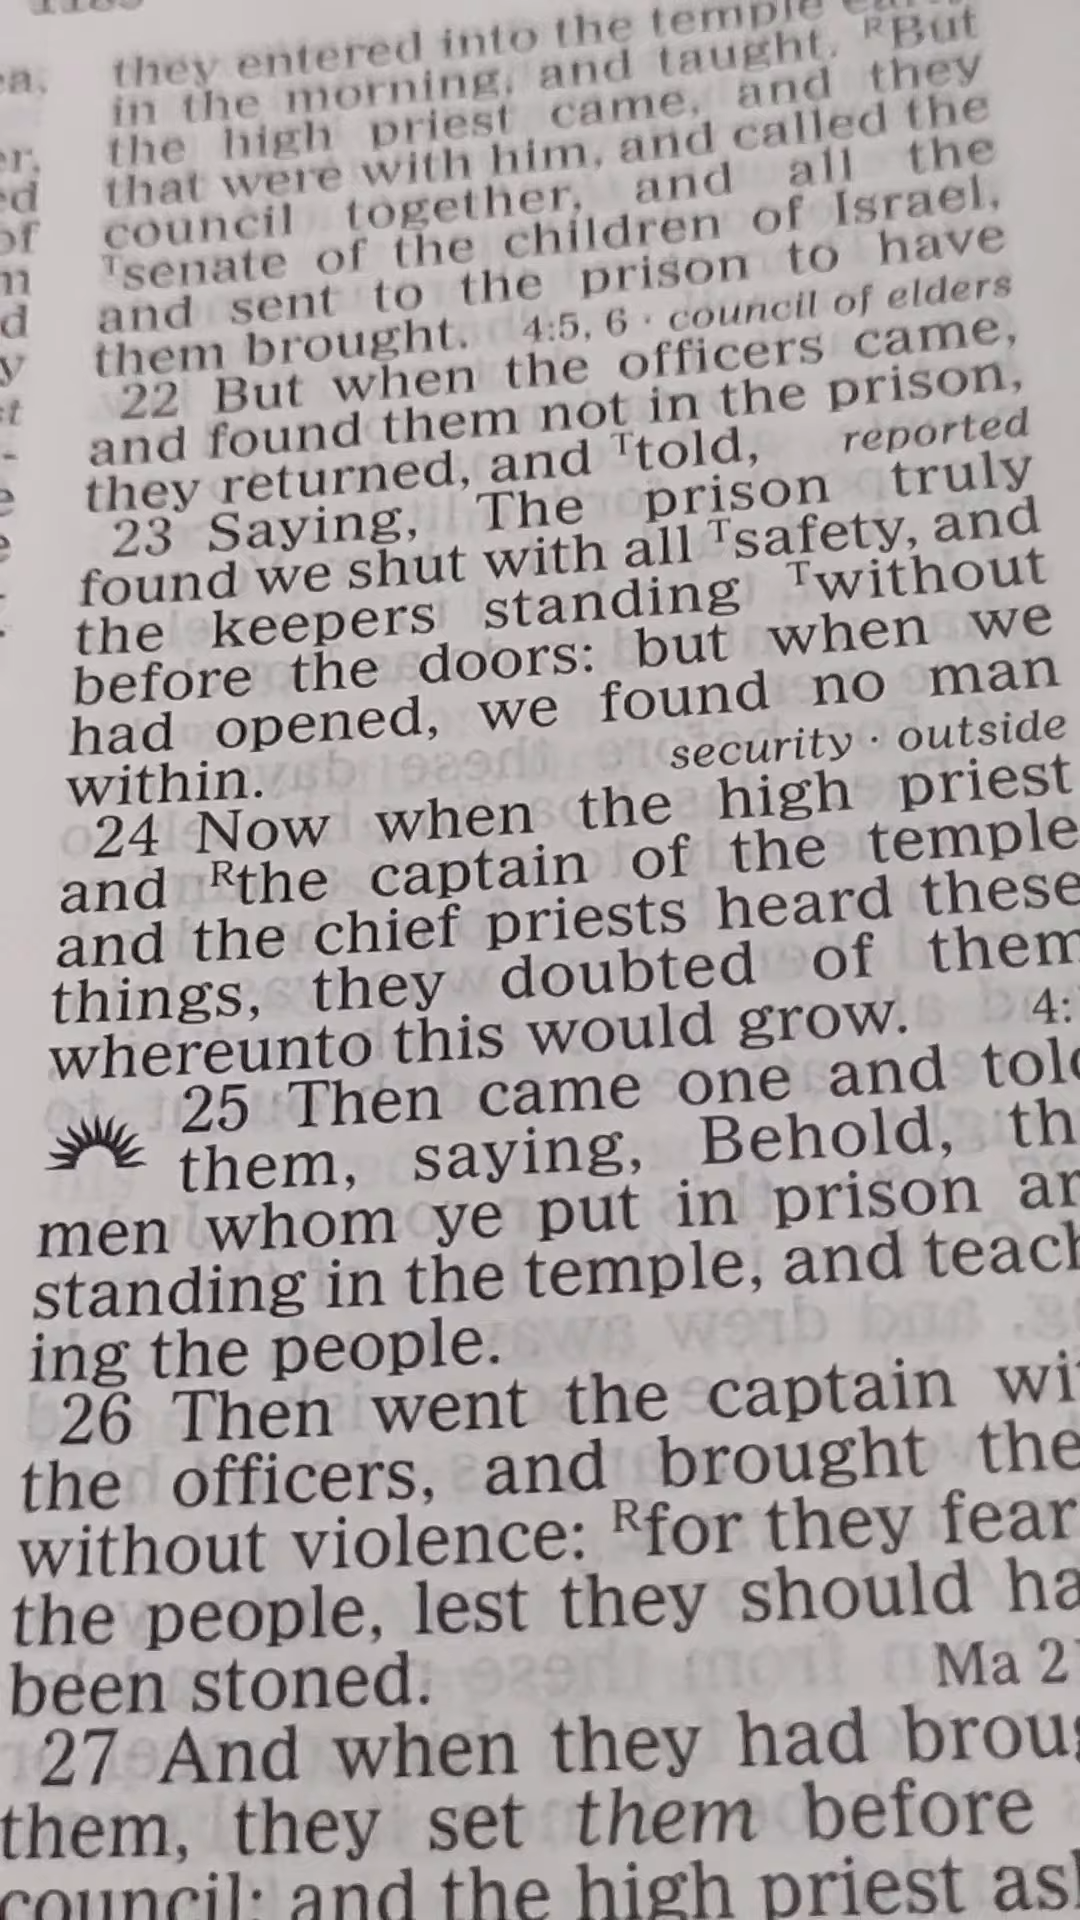 they entered into the temple
in the morning, and taught. RBut
the high priest came, and they
that were with him, and called the
council together, and all the
Tsenate of the children of Israel,
and sent to the prison to have
them brought. 4:5, 6 · council of elders
22 But when the officers came,
and found them not in the prison,
they returned, and Ttold, reported
23 Saying, The prison truly
found we shut with all Tsafety, and
the keepers standing Twithout
before the doors: but when we
had opened, we found no man
within. security · outside
24 Now when the high priest
and Rthe captain of the temple
and the chief priests heard these
things, they doubted of them
whereunto this would grow. 4:
25 Then came one and tol
them, saying, Behold, th
men whom ye put in prison ar
standing in the temple, and teach
ing the people.
26 Then went the captain wi
the officers, and brought the
without violence: Rfor they fear
the people, lest they should ha
been stoned. Ma 2
27 And when they had brou
them, they set them before
council: and the high priest as